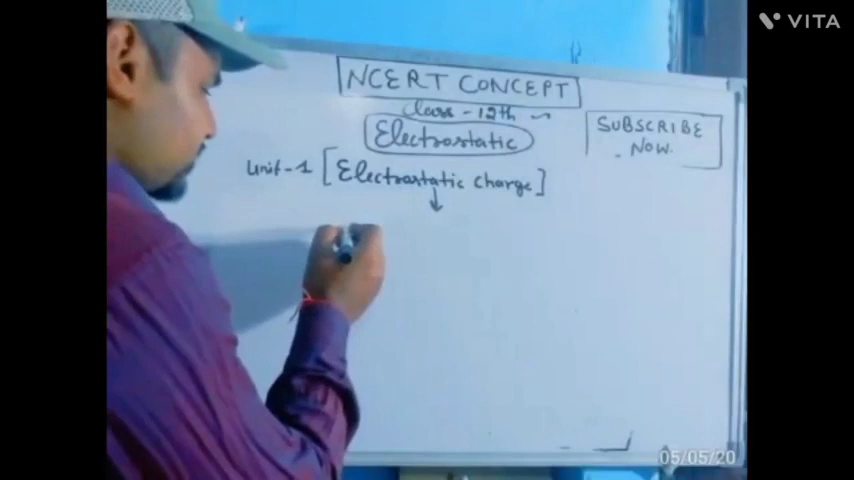 VITA
NCERT CONCEPT
class - 12th
Electrostatic
SUBSCRIBE
NOW.
Unit-1 [Electrostatic charge]
05/05/20